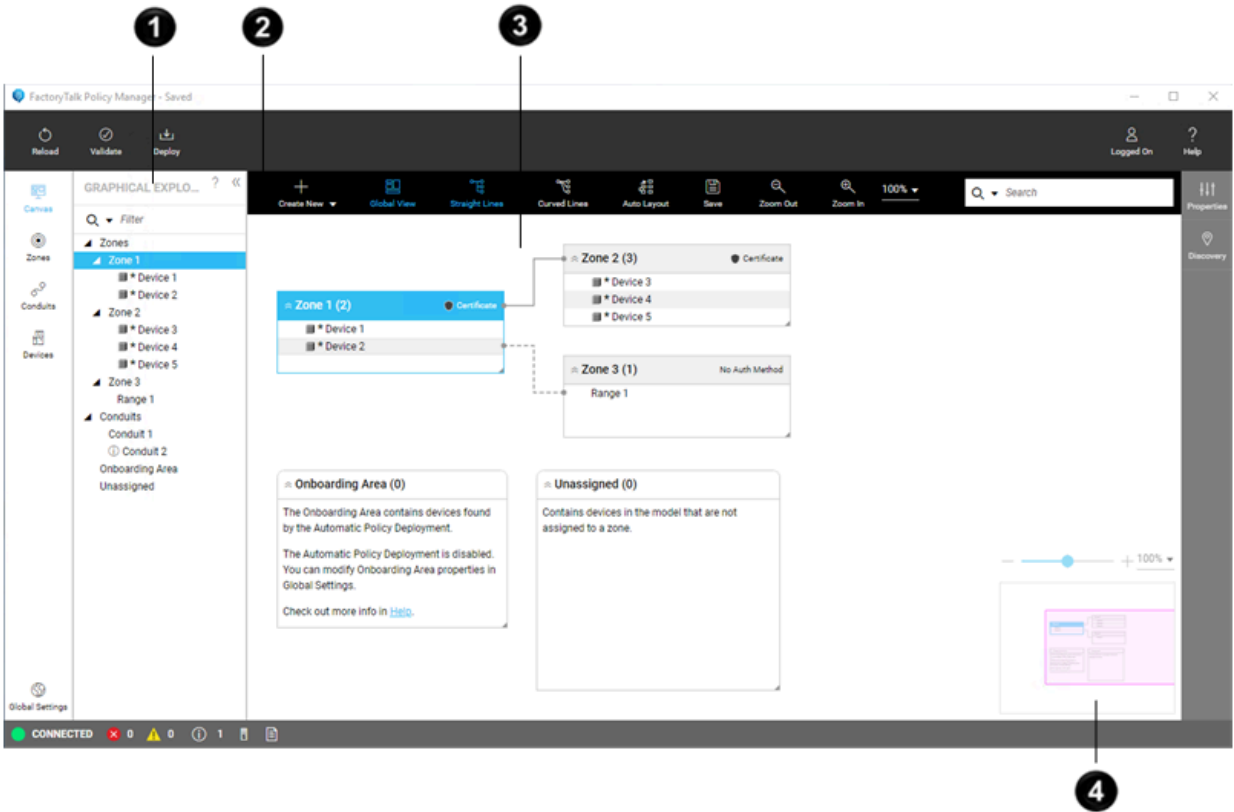 1 2 3
FactoryTalk Policy Manager - Saved
Reload Validate Deploy Logged On ? Help
Canvas
Zones
Conduits
Devices
Global Settings
GRAPHICAL EXPLO... ? «
Filter
Zones
Zone 1
* Device 1
* Device 2
Zone 2
* Device 3
* Device 4
* Device 5
Zone 3
Range 1
Conduits
Conduit 1
Conduit 2
Onboarding Area
Unassigned
Create New Global View Straight Lines Curved Lines Auto Layout Save Zoom Out Zoom In 100% Search
Properties
Discovery
Zone 1 (2) Certificate
* Device 1
* Device 2
Zone 2 (3) Certificate
* Device 3
* Device 4
* Device 5
Zone 3 (1) No Auth Method
Range 1
Onboarding Area (0)
The Onboarding Area contains devices found
by the Automatic Policy Deployment.
The Automatic Policy Deployment is disabled.
You can modify Onboarding Area properties in
Global Settings.
Check out more info in Help.
Unassigned (0)
Contains devices in the model that are not
assigned to a zone.
100%
CONNECTED 0 0 1
4